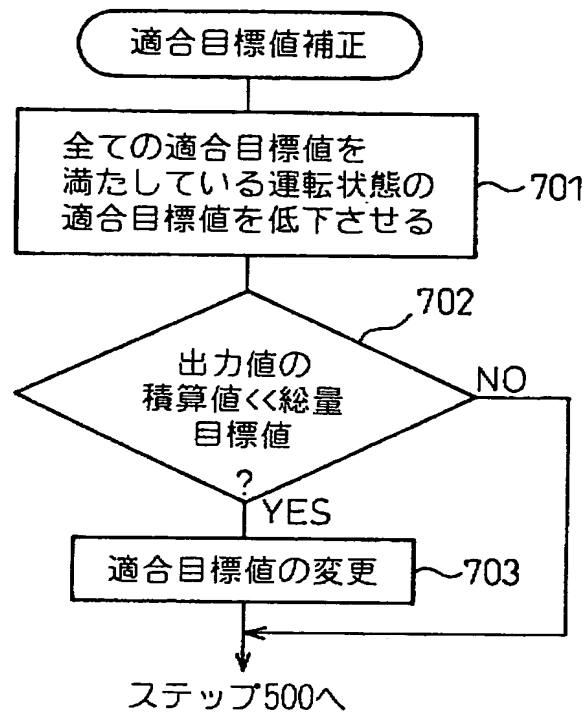 適合目標値補正
全ての適合目標値を
満たしている運転状態の
適合目標値を低下させる
701
702
出力値の
積算値<<総量
目標値
?
NO
YES
適合目標値の変更
703
ステップ500へ